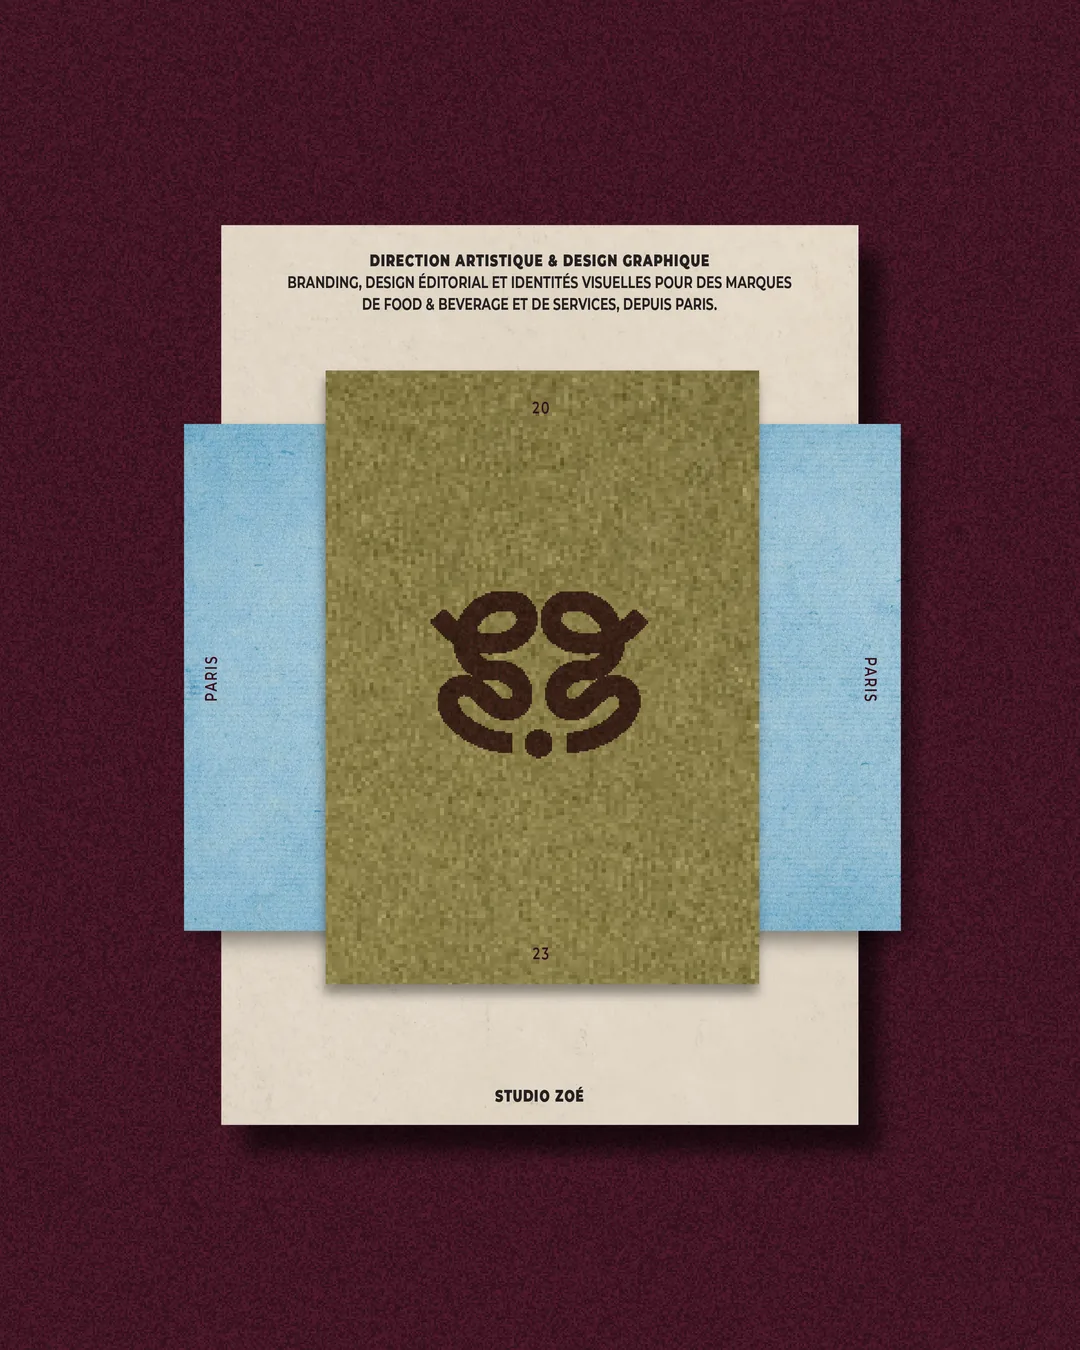 DIRECTION ARTISTIQUE & DESIGN GRAPHIQUE
BRANDING, DESIGN ÉDITORIAL ET IDENTITÉS VISUELLES POUR DES MARQUES
DE FOOD & BEVERAGE ET DE SERVICES, DEPUIS PARIS.
20
PARIS
PARIS
23
STUDIO ZOÉ